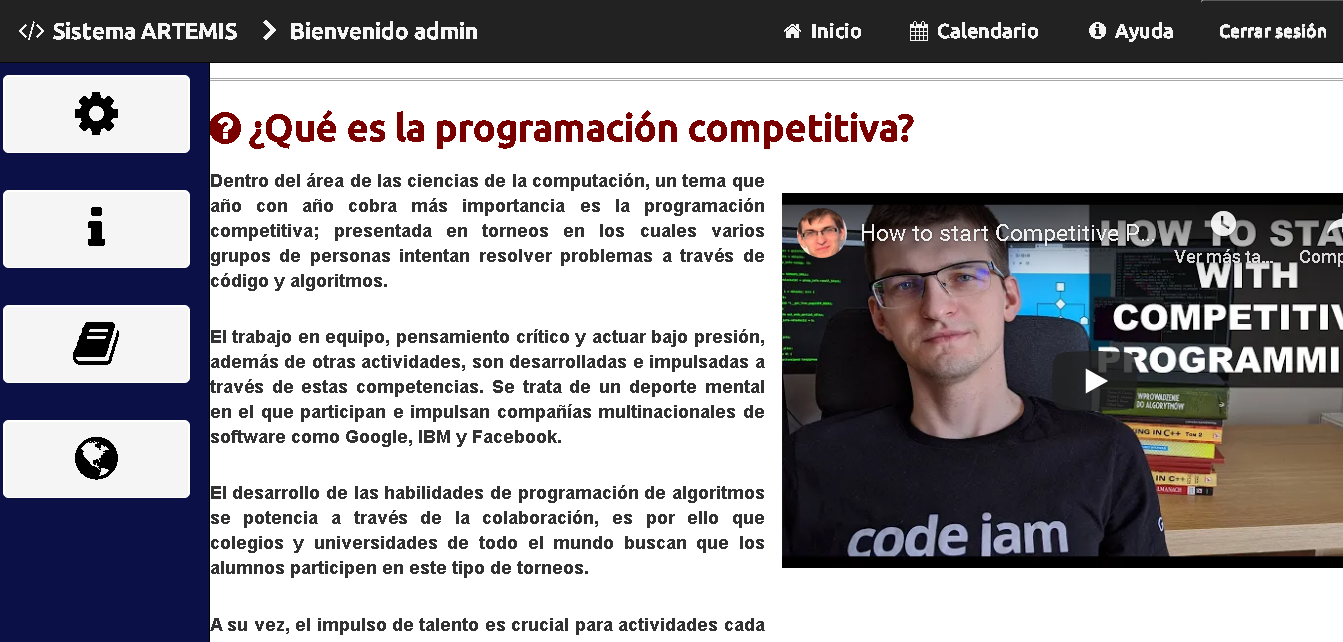 </> Sistema ARTEMIS > Bienvenido admin Inicio Calendario Ayuda Cerrar sesión
¿Qué es la programación competitiva?
Dentro del área de las ciencias de la computación, un tema que
año con año cobra más importancia es la programación
competitiva; presentada en torneos en los cuales varios
grupos de personas intentan resolver problemas a través de
código y algoritmos.
El trabajo en equipo, pensamiento crítico y actuar bajo presión,
además de otras actividades, son desarrolladas e impulsadas a
través de estas competencias. Se trata de un deporte mental
en el que participan e impulsan compañías multinacionales de
software como Google, IBM y Facebook.
El desarrollo de las habilidades de programación de algoritmos
se potencia a través de la colaboración, es por ello que
colegios y universidades de todo el mundo buscan que los
alumnos participen en este tipo de torneos.
A su vez, el impulso de talento es crucial para actividades cada
How to start Competitive P...
Ver más ta... Comp
HOW TO STA
WITH
COMPETITIV
PROGRAMMI
WPROWADZENIE
DO ALGORYTMÓW
ING IN C++ Tom 2
IN C++
code jam